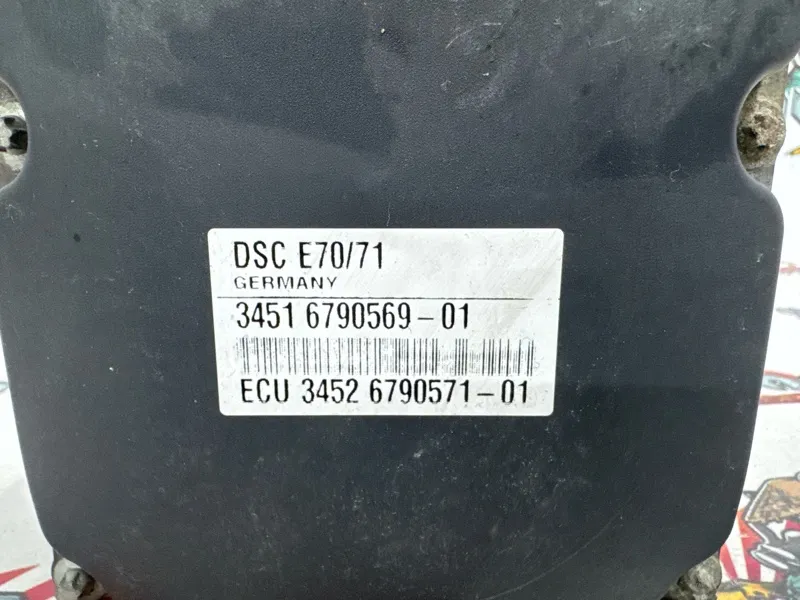 DSC E70/71
GERMANY
3451 6790569-01
ECU 3452 6790571-01